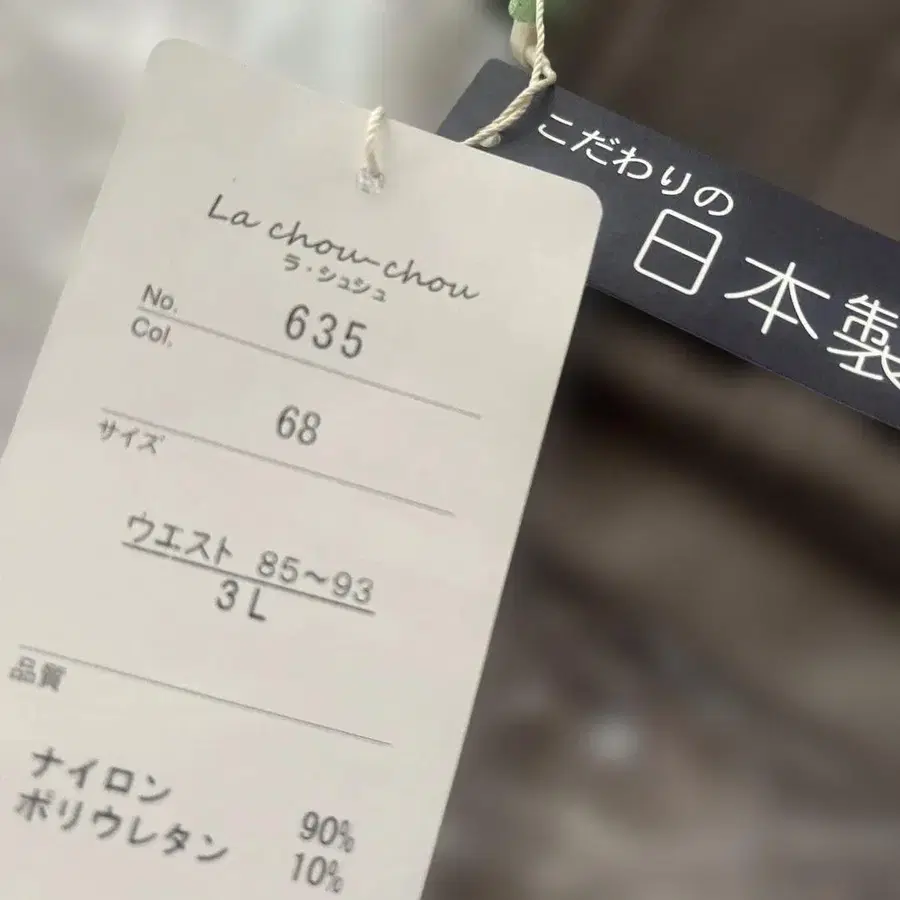 La chou-chou
ラ・シュシュ
No. 635
Col. 68
サイズ
ウエスト 85～93
3L
品質
ナイロン 90%
ポリウレタン 10%
こだわりの
日本製